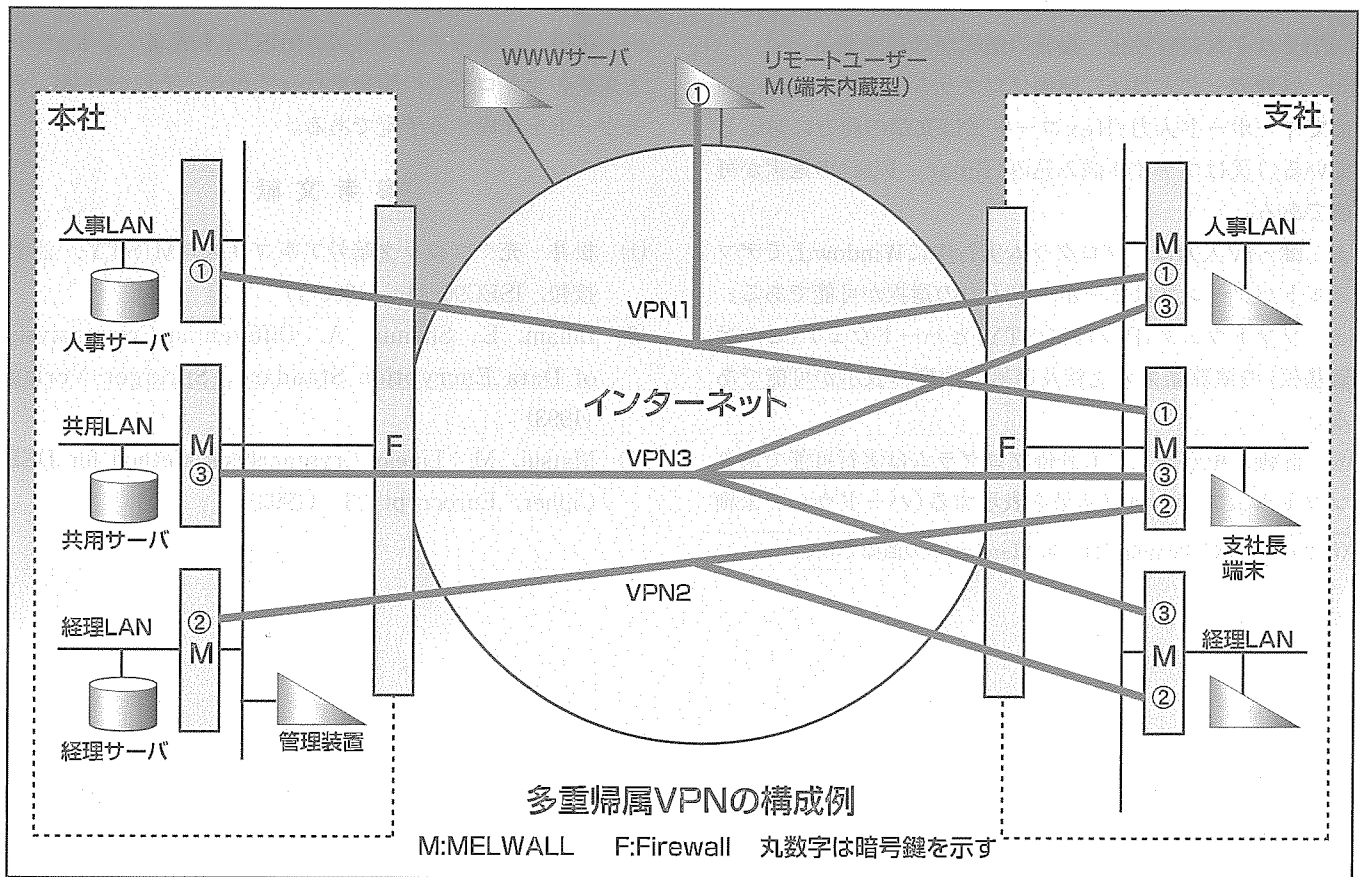 WWWサーバ
リモートユーザー
M(端末内蔵型)
①
本社
支社
人事LAN
M
①
人事サーバ
共用LAN
M
③
共用サーバ
経理LAN
②
M
経理サーバ
管理装置
F
VPN1
インターネット
VPN3
VPN2
F
M
①
③
人事LAN
①
M
③
②
支社長
端末
③
M
②
経理LAN
多重帰属VPNの構成例
M:MELWALL F:Firewall 丸数字は暗号鍵を示す